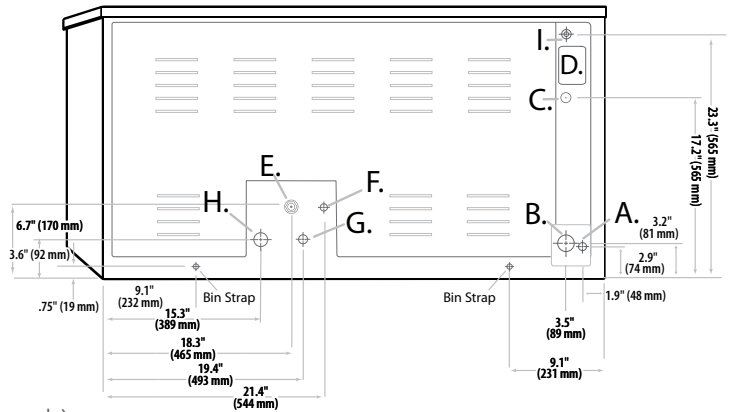 I.
D.
C.
E.
F.
H.
G.
B.
A.
23.3" (565 mm)
17.2" (565 mm)
6.7" (170 mm)
3.6" (92 mm)
.75" (19 mm)
3.2"
(81 mm)
2.9"
(74 mm)
1.9" (48 mm)
Bin Strap
Bin Strap
9.1"
(232 mm)
15.3"
(389 mm)
18.3"
(465 mm)
19.4"
(493 mm)
21.4"
(544 mm)
3.5"
(89 mm)
9.1"
(231 mm)